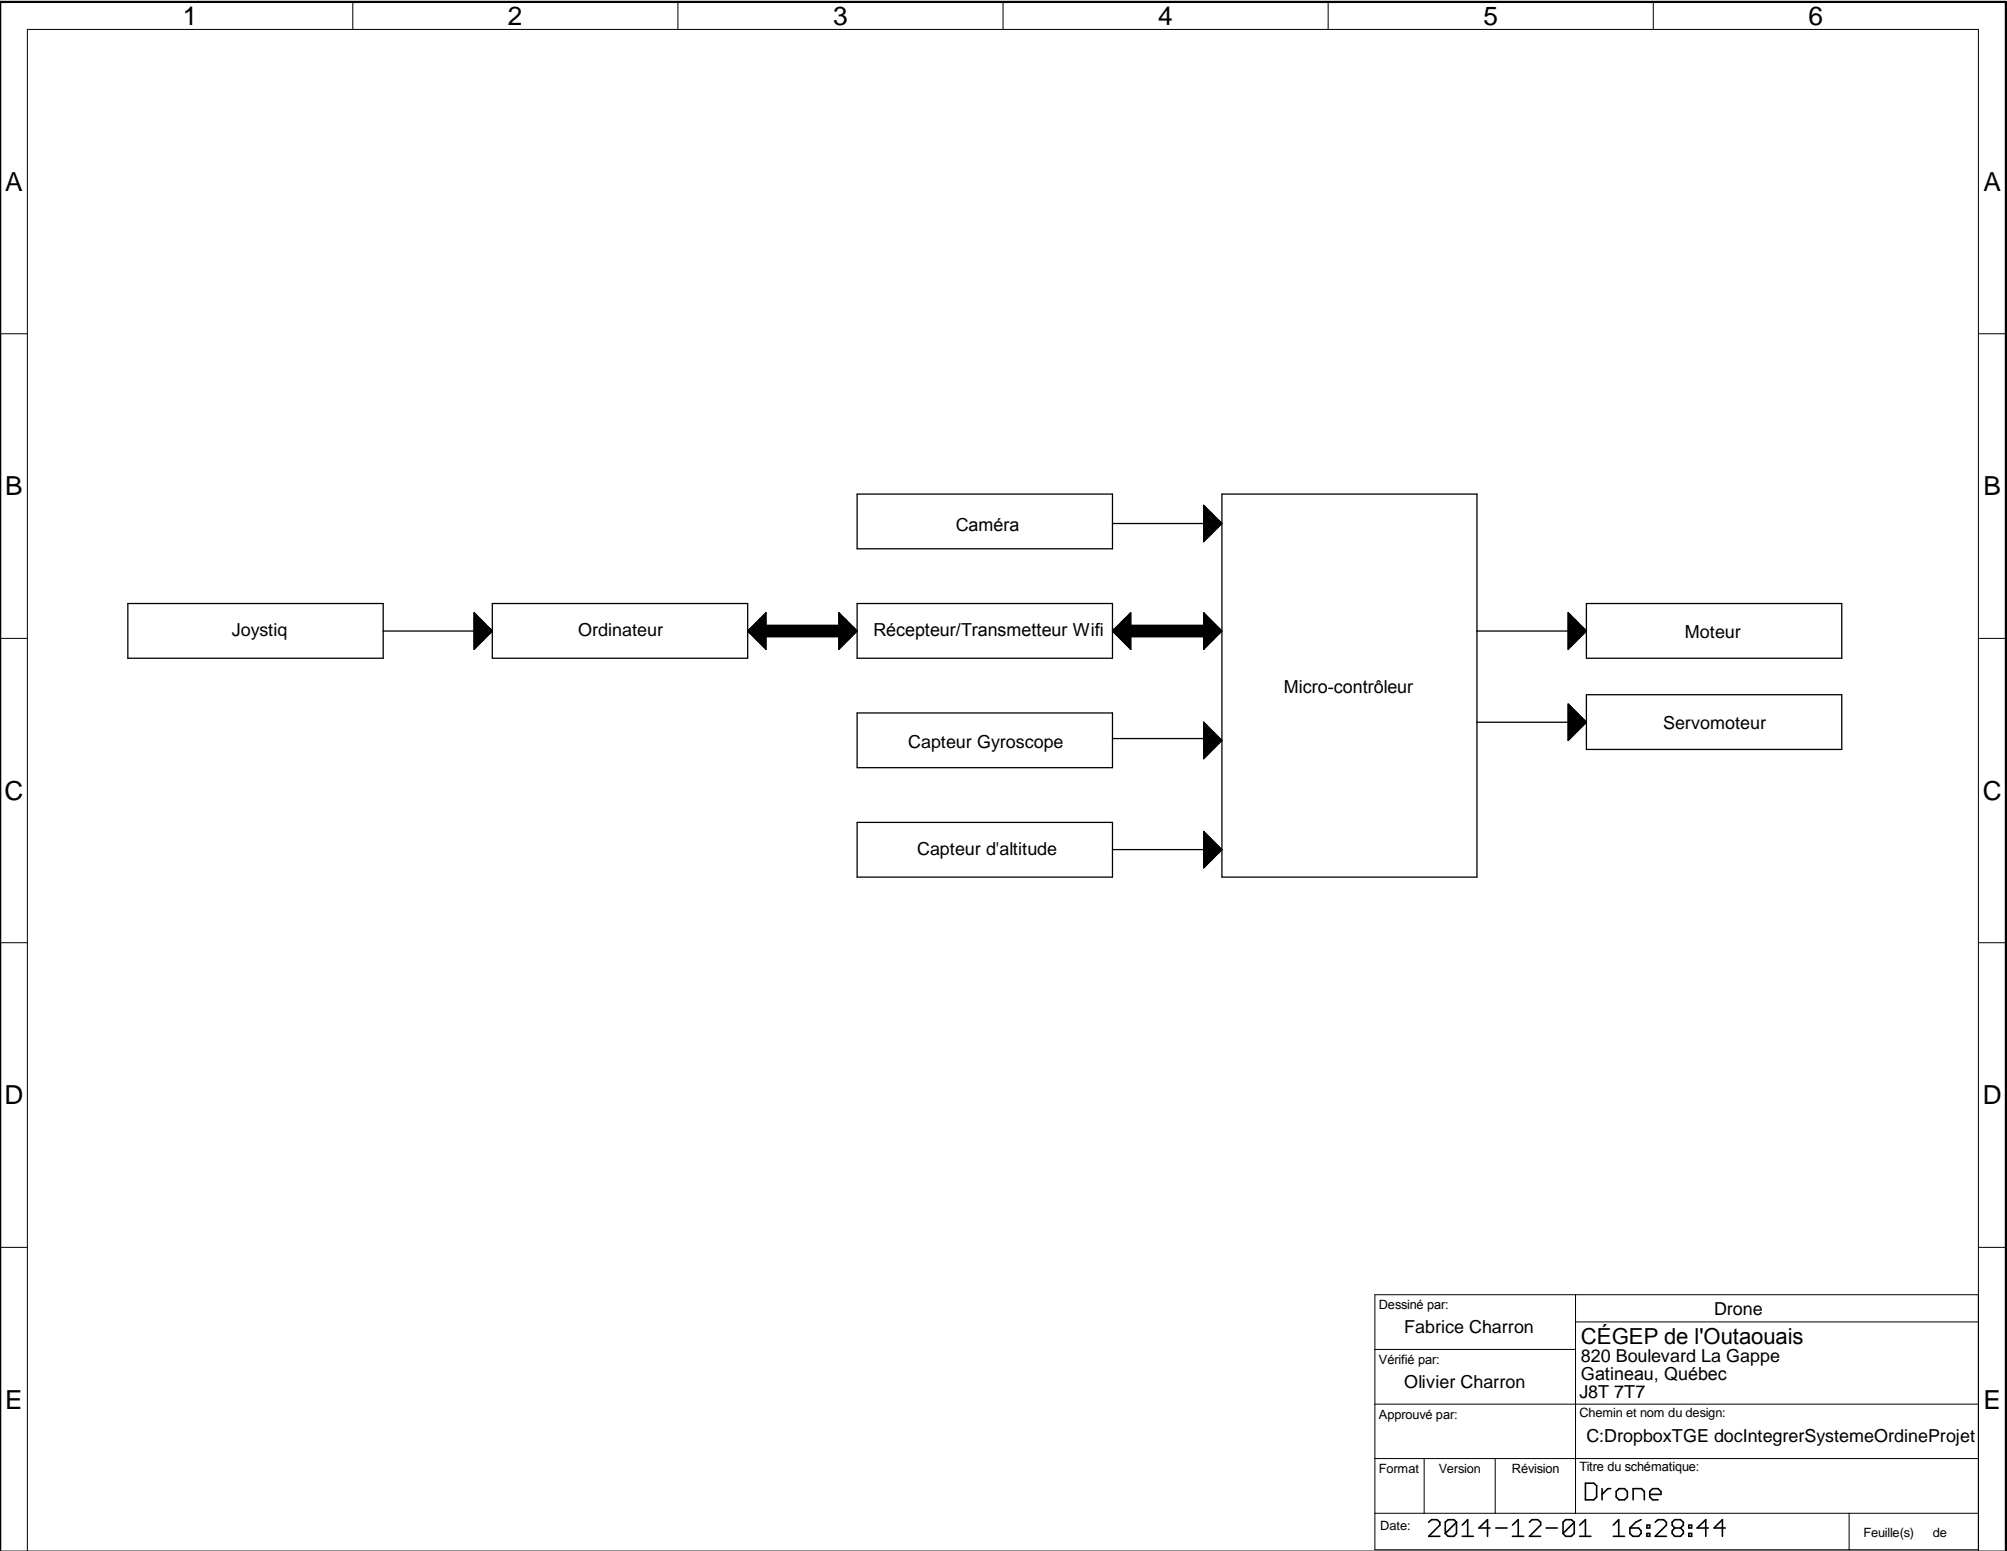 1 2 3 4 5 6
A A
B B
Caméra
Joystiq Ordinateur Récepteur/Transmetteur Wifi Moteur
Micro-contrôleur
Servomoteur
Capteur Gyroscope
C C
Capteur d'altitude
D D
E E
Dessiné par:
Fabrice Charron
Vérifié par:
Olivier Charron
Approuvé par:
Format Version Révision
Drone
CÉGEP de l'Outaouais
820 Boulevard La Gappe
Gatineau, Québec
J8T 7T7
Chemin et nom du design:
C:DropboxTGE docIntegrerSystemeOrdineProjet
Titre du schématique:
Drone
Date: 2014-12-01 16:28:44
Feuille(s) de